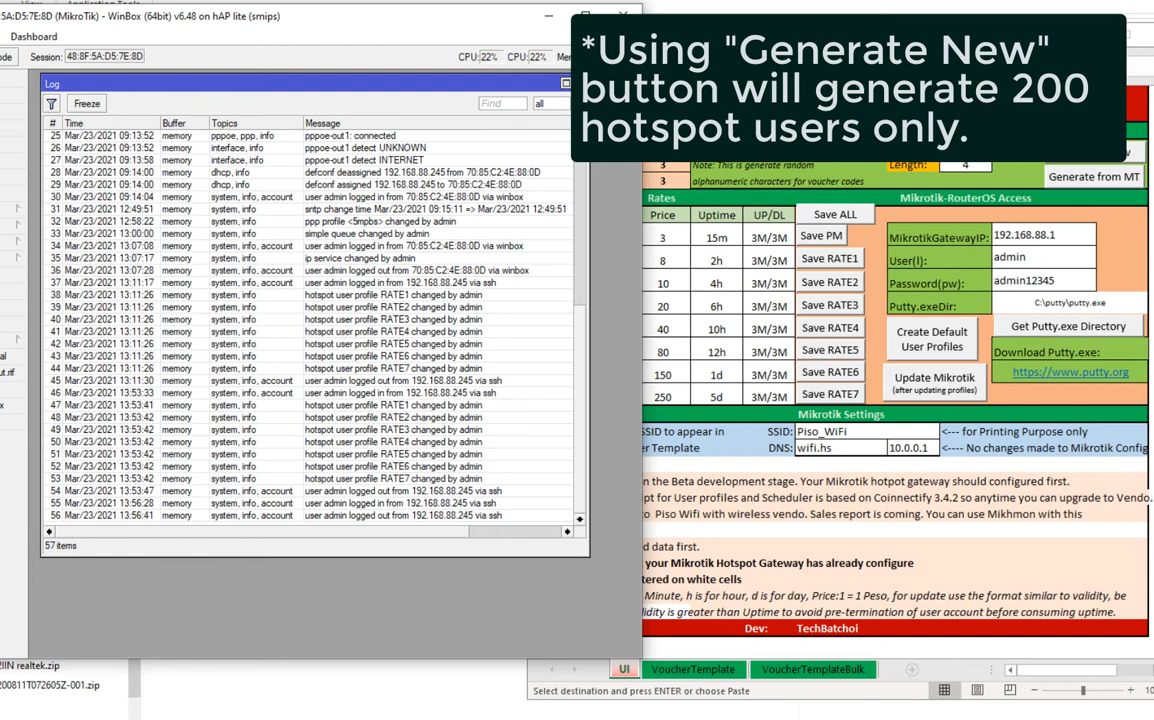 :5A:D5:7E:8D (MikroTik) - WinBox (64bit) v6.48 on hAP lite (smips)
Dashboard
Session: 48:8F:5A:D5:7E:8D CPU: 22% CPU: 22%
*Using "Generate New"
button will generate 200
hotspot users only.
Log
Freeze
Find
all
# Time Buffer Topics Message
25 Mar/23/2021 09:13:52 memory pppoe, ppp, info pppoe-out1: connected
26 Mar/23/2021 09:13:52 memory interface, info pppoe-out1 detect UNKNOWN
27 Mar/23/2021 09:13:58 memory interface, info pppoe-out1 detect INTERNET
28 Mar/23/2021 09:14:00 memory dhcp, info defconf deassigned 192.168.88.245 from 70:85:C2:4E:88:0D
29 Mar/23/2021 09:14:00 memory dhcp, info defconf assigned 192.168.88.245 to 70:85:C2:4E:88:0D
30 Mar/23/2021 09:14:04 memory system, info, account user admin logged in from 70:85:C2:4E:88:0D via winbox
31 Mar/23/2021 12:49:51 memory system, info sntp change time Mar/23/2021 09:15:11 => Mar/23/2021 12:49:51
32 Mar/23/2021 12:58:22 memory system, info ppp profile <5mpbs> changed by admin
33 Mar/23/2021 13:00:00 memory system, info simple queue changed by admin
34 Mar/23/2021 13:07:08 memory system, info, account user admin logged in from 70:85:C2:4E:88:0D via winbox
35 Mar/23/2021 13:07:17 memory system, info ip service changed by admin
36 Mar/23/2021 13:07:28 memory system, info, account user admin logged out from 70:85:C2:4E:88:0D via winbox
37 Mar/23/2021 13:11:17 memory system, info, account user admin logged in from 192.168.88.245 via ssh
38 Mar/23/2021 13:11:26 memory system, info hotspot user profile RATE1 changed by admin
39 Mar/23/2021 13:11:26 memory system, info hotspot user profile RATE2 changed by admin
40 Mar/23/2021 13:11:26 memory system, info hotspot user profile RATE3 changed by admin
41 Mar/23/2021 13:11:26 memory system, info hotspot user profile RATE4 changed by admin
42 Mar/23/2021 13:11:26 memory system, info hotspot user profile RATE5 changed by admin
43 Mar/23/2021 13:11:26 memory system, info hotspot user profile RATE6 changed by admin
44 Mar/23/2021 13:11:26 memory system, info hotspot user profile RATE7 changed by admin
45 Mar/23/2021 13:11:30 memory system, info, account user admin logged out from 192.168.88.245 via ssh
46 Mar/23/2021 13:53:33 memory system, info, account user admin logged in from 192.168.88.245 via ssh
47 Mar/23/2021 13:53:41 memory system, info hotspot user profile RATE1 changed by admin
48 Mar/23/2021 13:53:42 memory system, info hotspot user profile RATE2 changed by admin
49 Mar/23/2021 13:53:42 memory system, info hotspot user profile RATE3 changed by admin
50 Mar/23/2021 13:53:42 memory system, info hotspot user profile RATE4 changed by admin
51 Mar/23/2021 13:53:42 memory system, info hotspot user profile RATE5 changed by admin
52 Mar/23/2021 13:53:42 memory system, info hotspot user profile RATE6 changed by admin
53 Mar/23/2021 13:53:42 memory system, info hotspot user profile RATE7 changed by admin
54 Mar/23/2021 13:53:47 memory system, info, account user admin logged out from 192.168.88.245 via ssh
55 Mar/23/2021 13:56:28 memory system, info, account user admin logged in from 192.168.88.245 via ssh
56 Mar/23/2021 13:56:41 memory system, info, account user admin logged out from 192.168.88.245 via ssh
57 items
3 Note: This is generate random Length: 4
3 alphanumeric characters for voucher codes Generate from MT
Rates Mikrotik-RouterOS Access
Price Uptime UP/DL Save ALL
3 15m 3M/3M Save PM MikrotikGatewayIP: 192.168.88.1
8 2h 3M/3M Save RATE1 User(l): admin
10 4h 3M/3M Save RATE2 Password(pw): admin12345
20 6h 3M/3M Save RATE3 Putty.exeDir: C:\putty\putty.exe
40 10h 3M/3M Save RATE4 Create Default User Profiles Get Putty.exe Directory
80 12h 3M/3M Save RATE5 Download Putty.exe:
150 1d 3M/3M Save RATE6 Update Mikrotik https://www.putty.org
250 5d 3M/3M Save RATE7 (after updating profiles)
Mikrotik Settings
SSID to appear in SSID: Piso_WiFi <--- for Printing Purpose only
er Template DNS: wifi.hs 10.0.0.1 <---- No changes made to Mikrotik Config
n the Beta development stage. Your Mikrotik hotpot gateway should configured first.
ipt for User profiles and Scheduler is based on Coinnectify 3.4.2 so anytime you can upgrade to Vendo.
to Piso Wifi with wireless vendo. Sales report is coming. You can use Mikhmon with this
d data first.
your Mikrotik Hotspot Gateway has already configure
tered on white cells
Minute, h is for hour, d is for day, Price:1 = 1 Peso, for update use the format similar to validity, be
lidity is greater than Uptime to avoid pre-termination of user account before consuming uptime.
Dev: TechBatchoi
UI VoucherTemplate VoucherTemplateBulk
Select destination and press ENTER or choose Paste
2IIN realtek.zip
200811T072605Z-001.zip